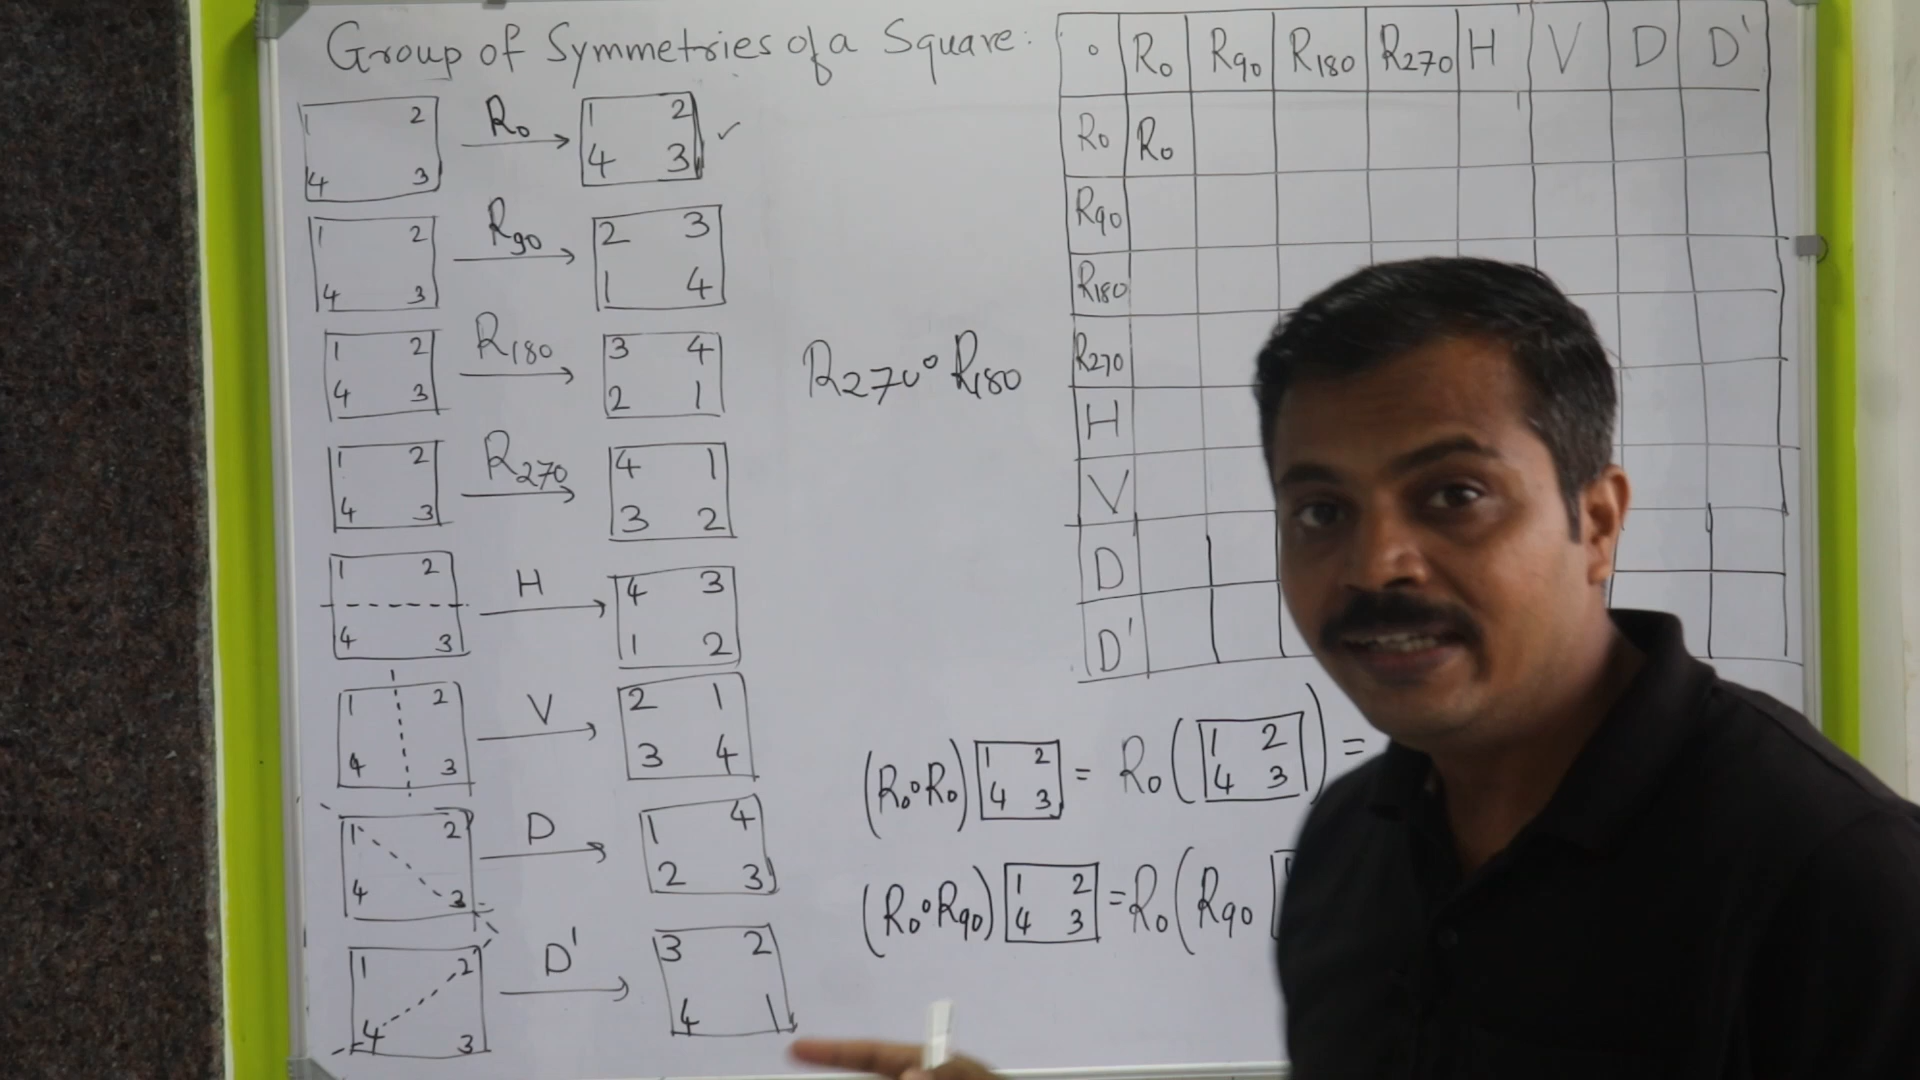 Group of Symmetries of a Square:
1 2 R₀ 1 2 ✓
4 3 4 3
1 2 R₉₀ 2 3
4 3 1 4
1 2 R₁₈₀ 3 4
4 3 2 1
1 2 R₂₇₀ 4 1
4 3 3 2
1 2 H 4 3
4 3 1 2
1 2 V 2 1
4 3 3 4
1 2 D 1 4
4 3 2 3
1 2 D' 3 2
4 3 4 1
R₂₇₀∘R₁₈₀
∘ R₀ R₉₀ R₁₈₀ R₂₇₀ H V D D'
R₀ R₀
R₉₀
R₁₈₀
R₂₇₀
H
V
D
D'
(R₀∘R₀) 1 2 = R₀ ( 1 2 ) =
4 3 4 3
(R₀∘R₉₀) 1 2 = R₀ ( R₉₀
4 3